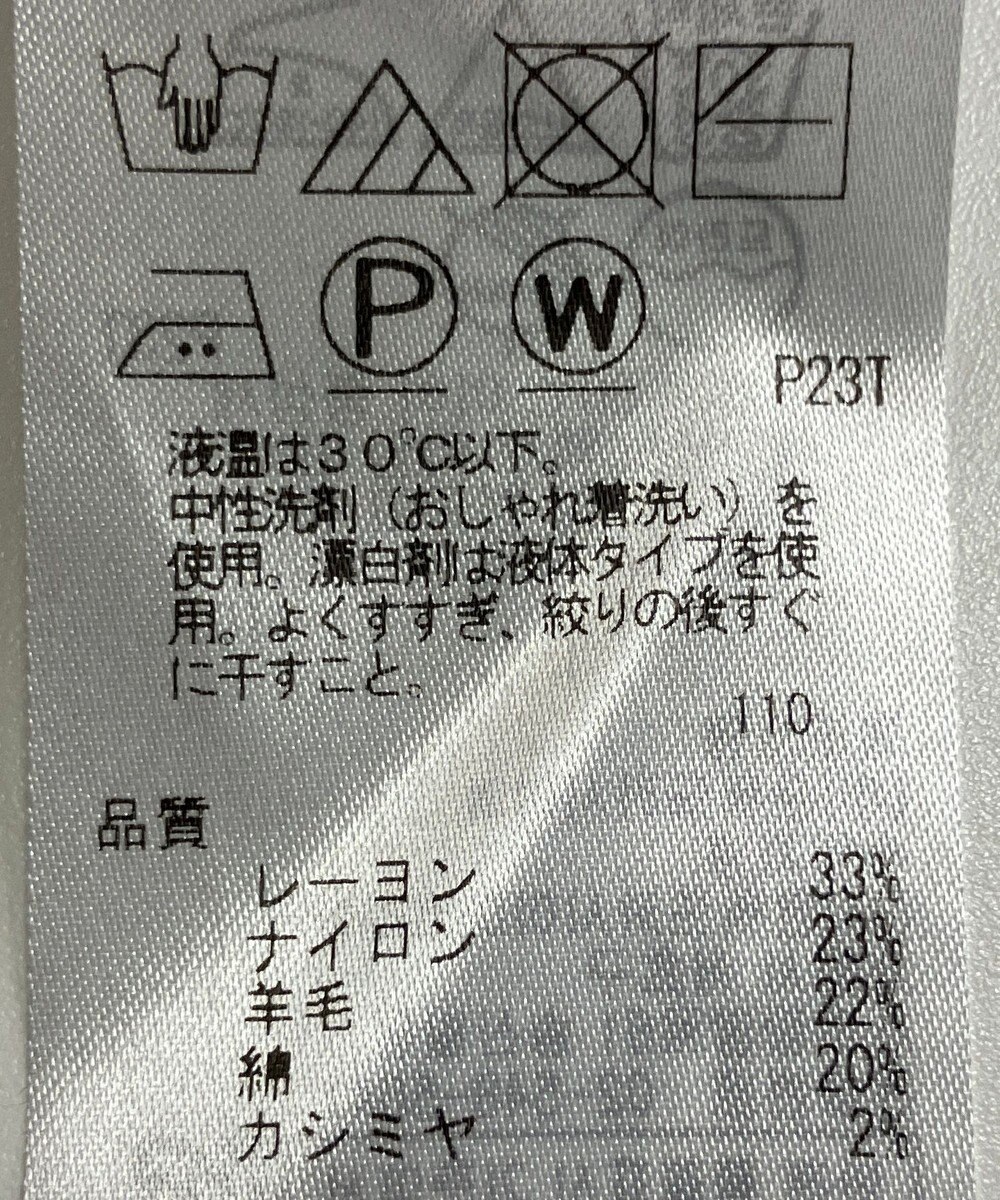 P W
P23T
液温は30℃以下。
中性洗剤（おしゃれ着洗い）を
使用。漂白剤は液体タイプを使
用。よくすすぎ、絞りの後すぐ
に干すこと。
110
品質
レーヨン 33%
ナイロン 23%
羊毛 22%
綿 20%
カシミヤ 2%